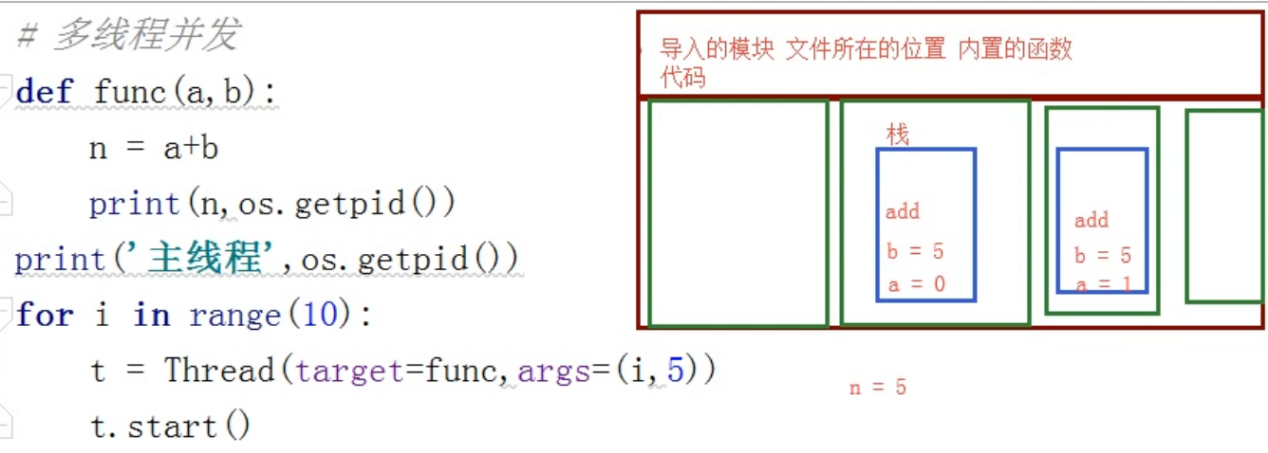 # 多线程并发
def func(a,b):
    n = a+b
    print(n,os.getpid())
print('主线程',os.getpid())
for i in range(10):
    t = Thread(target=func,args=(i,5))
    t.start()
导入的模块 文件所在的位置 内置的函数
代码
栈
add
b = 5
a = 0
add
b = 5
a = 1
n = 5